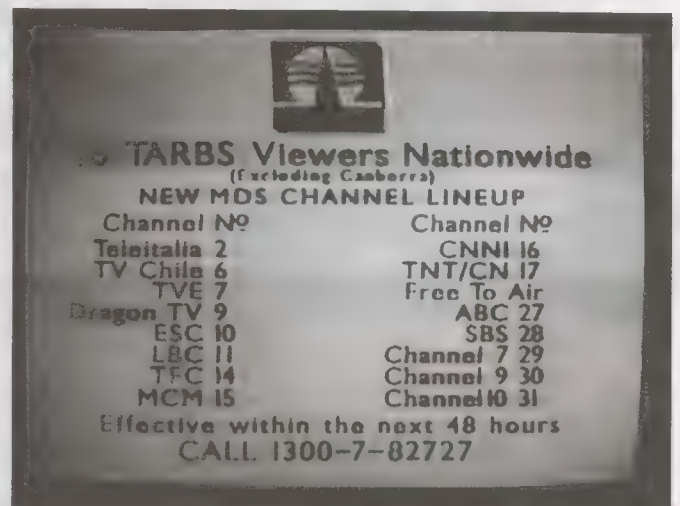 To TARBS Viewers Nationwide
(Excluding Canberra)
NEW MDS CHANNEL LINEUP
Channel Nº
Teleitalia 2
TV Chile 6
TVE 7
Dragon TV 9
ESC 10
LBC 11
TFC 14
MCM 15
Channel Nº
CNNI 16
TNT/CN 17
Free To Air
ABC 27
SBS 28
Channel 7 29
Channel 9 30
Channel 10 31
Effective within the next 48 hours
CALL 1300-7-82727